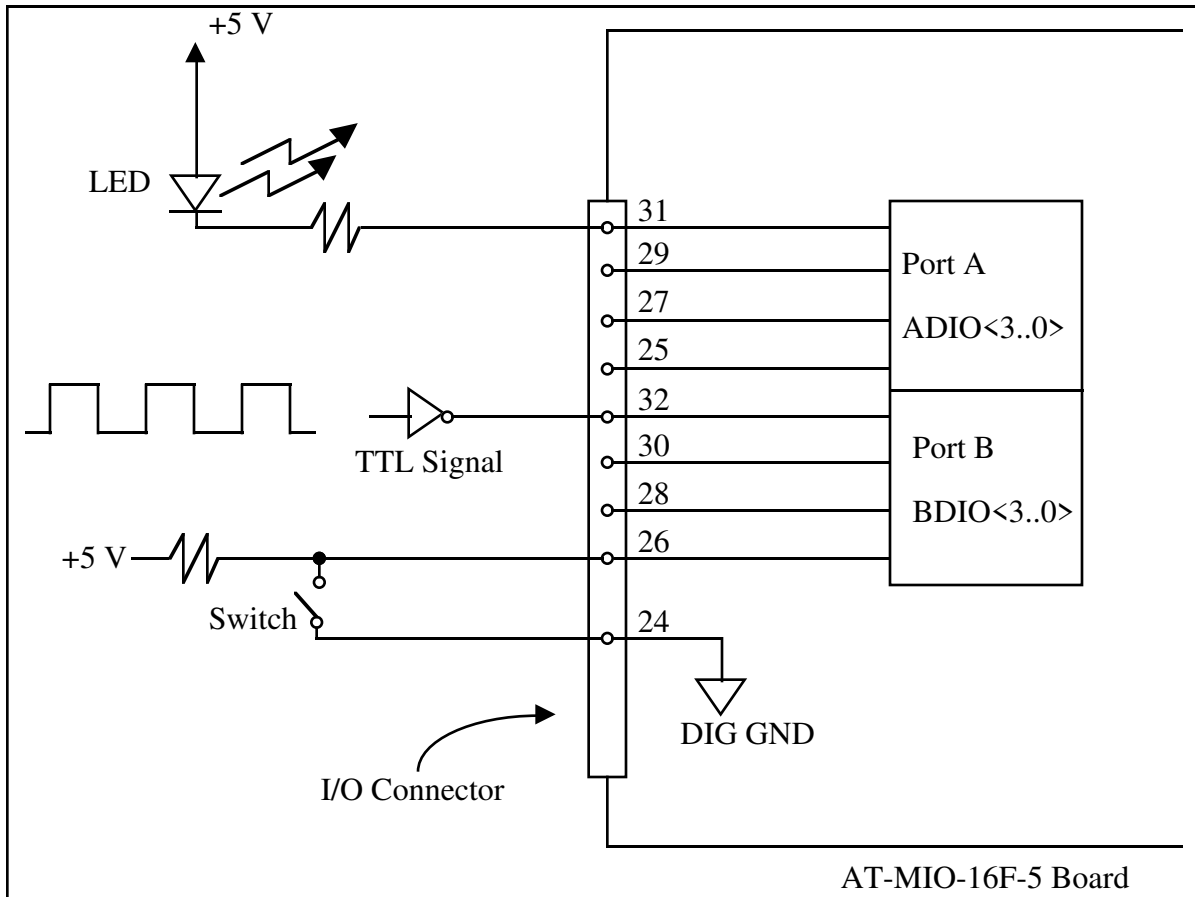 +5 V
LED
31
29
Port A
27
ADIO<3..0>
25
32
TTL Signal
30
Port B
28
BDIO<3..0>
+5 V
26
Switch
24
DIG GND
I/O Connector
AT-MIO-16F-5 Board